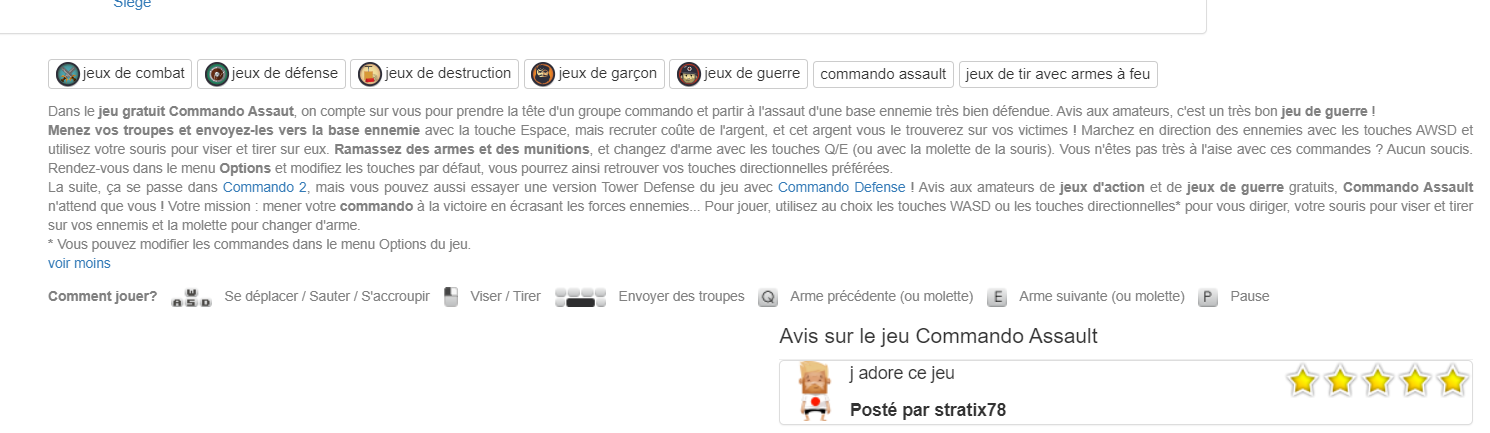 Siège
jeux de combat jeux de défense jeux de destruction jeux de garçon jeux de guerre commando assault jeux de tir avec armes à feu
Dans le jeu gratuit Commando Assaut, on compte sur vous pour prendre la tête d'un groupe commando et partir à l'assaut d'une base ennemie très bien défendue. Avis aux amateurs, c'est un très bon jeu de guerre !
Menez vos troupes et envoyez-les vers la base ennemie avec la touche Espace, mais recruter coûte de l'argent, et cet argent vous le trouverez sur vos victimes ! Marchez en direction des ennemies avec les touches AWSD et
utilisez votre souris pour viser et tirer sur eux. Ramassez des armes et des munitions, et changez d'arme avec les touches Q/E (ou avec la molette de la souris). Vous n'êtes pas très à l'aise avec ces commandes ? Aucun soucis.
Rendez-vous dans le menu Options et modifiez les touches par défaut, vous pourrez ainsi retrouver vos touches directionnelles préférées.
La suite, ça se passe dans Commando 2, mais vous pouvez aussi essayer une version Tower Defense du jeu avec Commando Defense ! Avis aux amateurs de jeux d'action et de jeux de guerre gratuits, Commando Assault
n'attend que vous ! Votre mission : mener votre commando à la victoire en écrasant les forces ennemies... Pour jouer, utilisez au choix les touches WASD ou les touches directionnelles* pour vous diriger, votre souris pour viser et tirer
sur vos ennemis et la molette pour changer d'arme.
* Vous pouvez modifier les commandes dans le menu Options du jeu.
voir moins
Comment jouer? W A S D Se déplacer / Sauter / S'accroupir Viser / Tirer Envoyer des troupes Q Arme précédente (ou molette) E Arme suivante (ou molette) P Pause
Avis sur le jeu Commando Assault
j adore ce jeu
Posté par stratix78